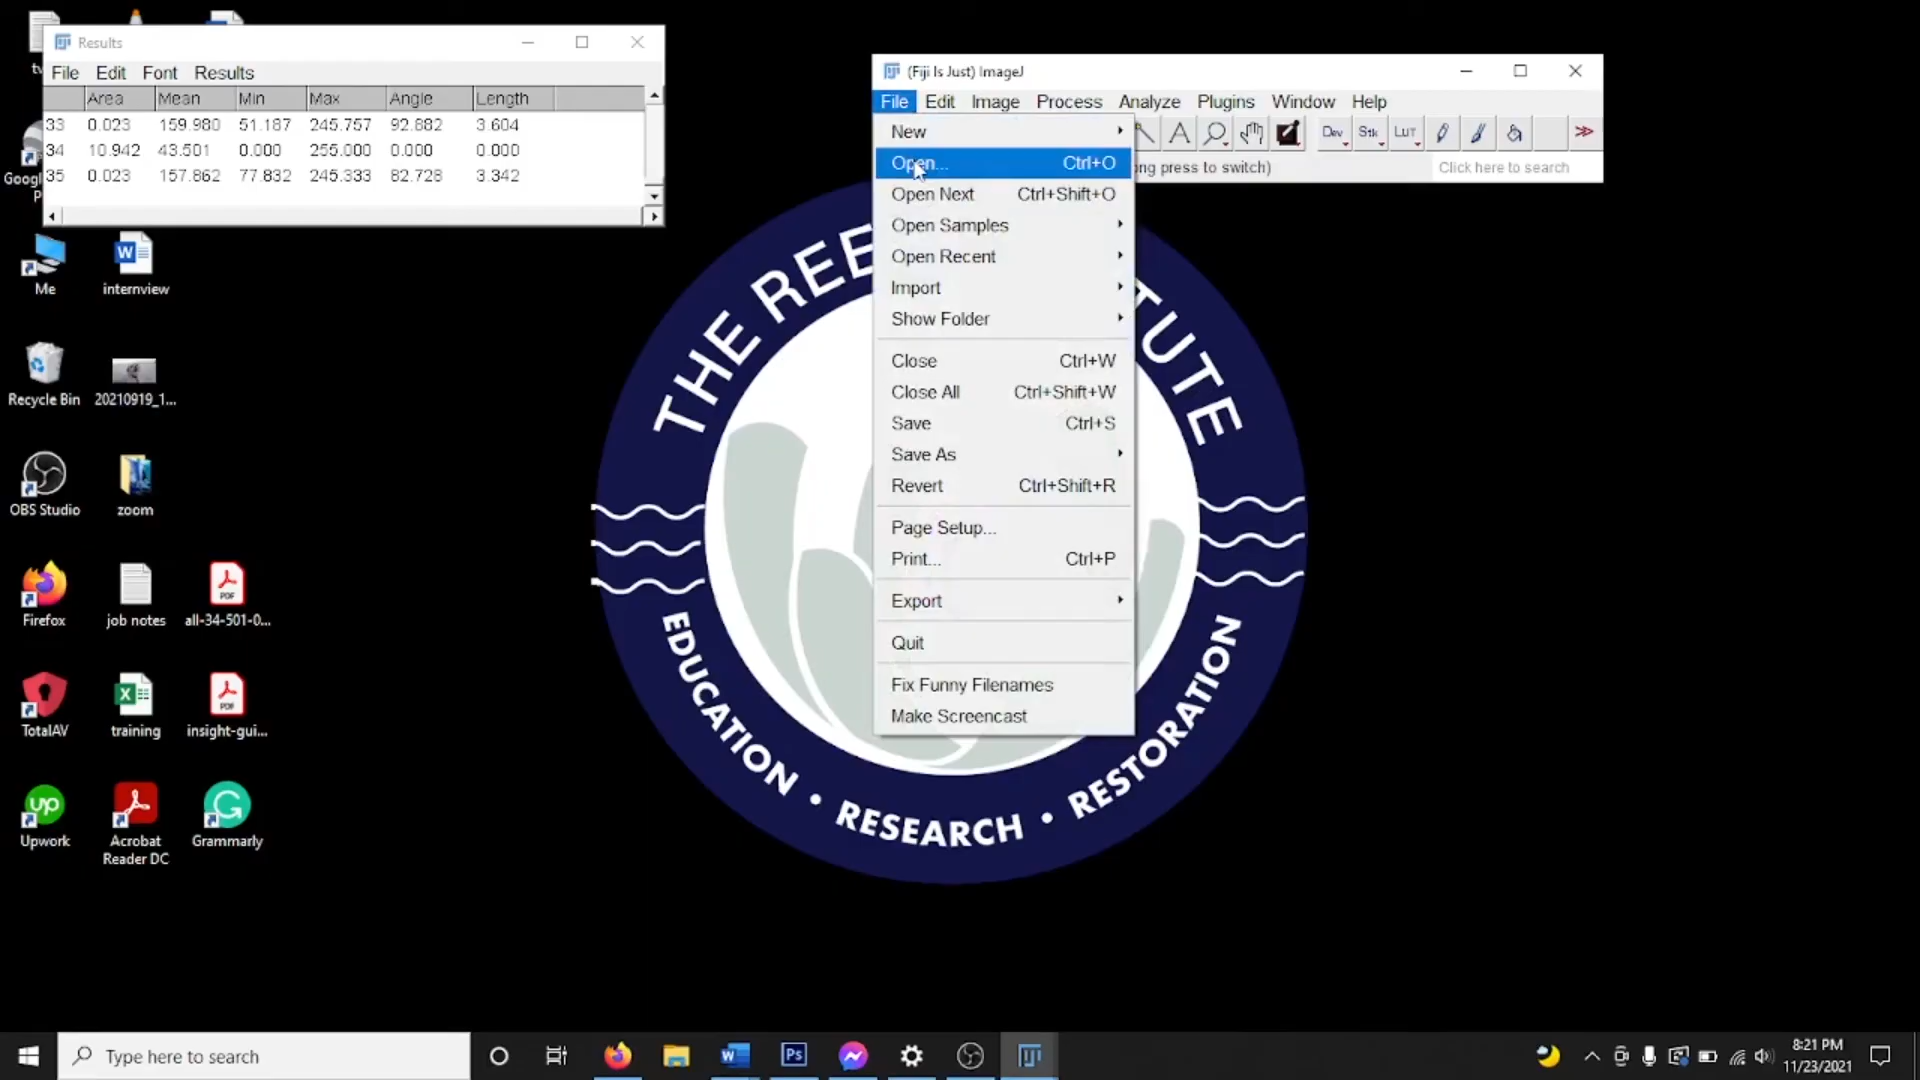 Results
File Edit Font Results
Area Mean Min Max Angle Length
33 0.023 159.980 51.187 245.757 92.882 3.604
34 10.942 43.501 0.000 255.000 0.000 0.000
35 0.023 157.862 77.832 245.333 82.728 3.342
(Fiji Is Just) ImageJ
File Edit Image Process Analyze Plugins Window Help
Dev Stk LUT
ong press to switch)
Click here to search
New
Open... Ctrl+O
Open Next Ctrl+Shift+O
Open Samples
Open Recent
Import
Show Folder
Close Ctrl+W
Close All Ctrl+Shift+W
Save Ctrl+S
Save As
Revert Ctrl+Shift+R
Page Setup...
Print... Ctrl+P
Export
Quit
Fix Funny Filenames
Make Screencast
THE REE
TUTE
EDUCATION • RESEARCH • RESTORATION
Me
internview
Recycle Bin
20210919_1...
OBS Studio
zoom
Firefox
job notes
all-34-501-0...
TotalAV
training
insight-gui...
Upwork
Acrobat
Reader DC
Grammarly
Type here to search
8:21 PM
11/23/2021